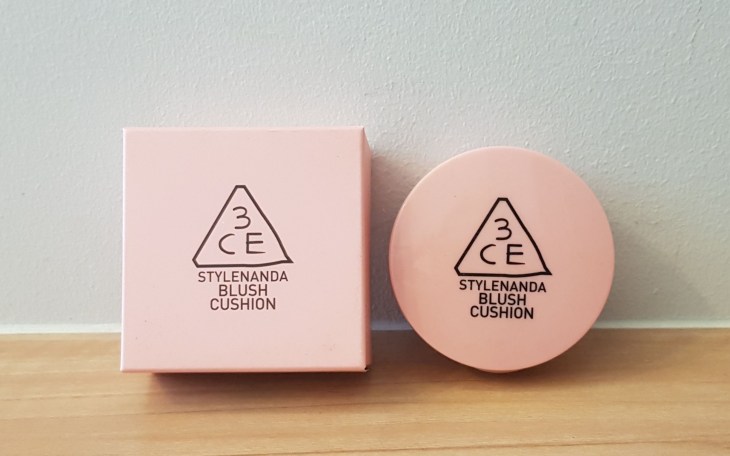 3
CE
STYLENANDA
BLUSH
CUSHION
3
CE
STYLENANDA
BLUSH
CUSHION